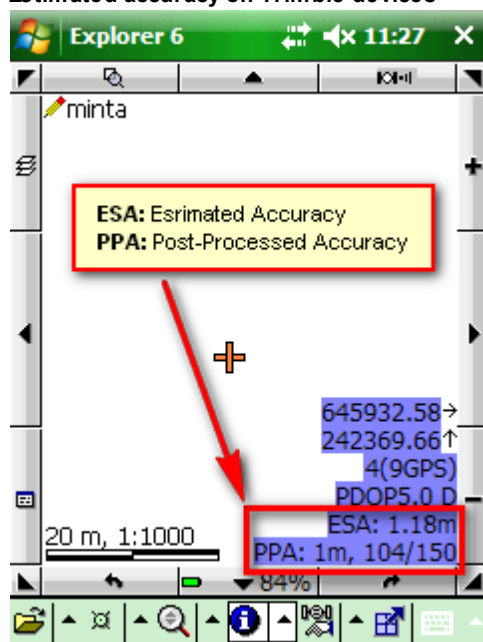 Estimated accuracy on Trimble devices
Explorer 6 11:27
minta
ESA: Esrimated Accuracy
PPA: Post-Processed Accuracy
645932.58→
242369.66↑
4(9GPS)
PDOP5.0 D
ESA: 1.18m
PPA: 1m, 104/150
20 m, 1:1000
84%